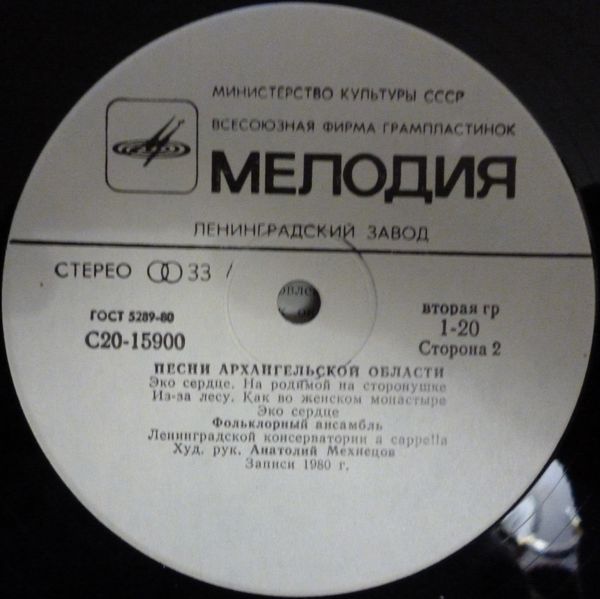 МИНИСТЕРСТВО КУЛЬТУРЫ СССР
ВСЕСОЮЗНАЯ ФИРМА ГРАМПЛАСТИНОК
МЕЛОДИЯ
ЛЕНИНГРАДСКИЙ ЗАВОД
СТЕРЕО 33
ГОСТ 5289-80
С20-15900
вторая гр
1-20
Сторона 2
ПЕСНИ АРХАНГЕЛЬСКОЙ ОБЛАСТИ
Эко сердце. На родимой на сторонушке
Из-за лесу. Как во женском монастыре
Эко сердце
Фольклорный ансамбль
Ленинградской консерватории a cappella
Худ. рук. Анатолий Мехнецов
Записи 1980 г.